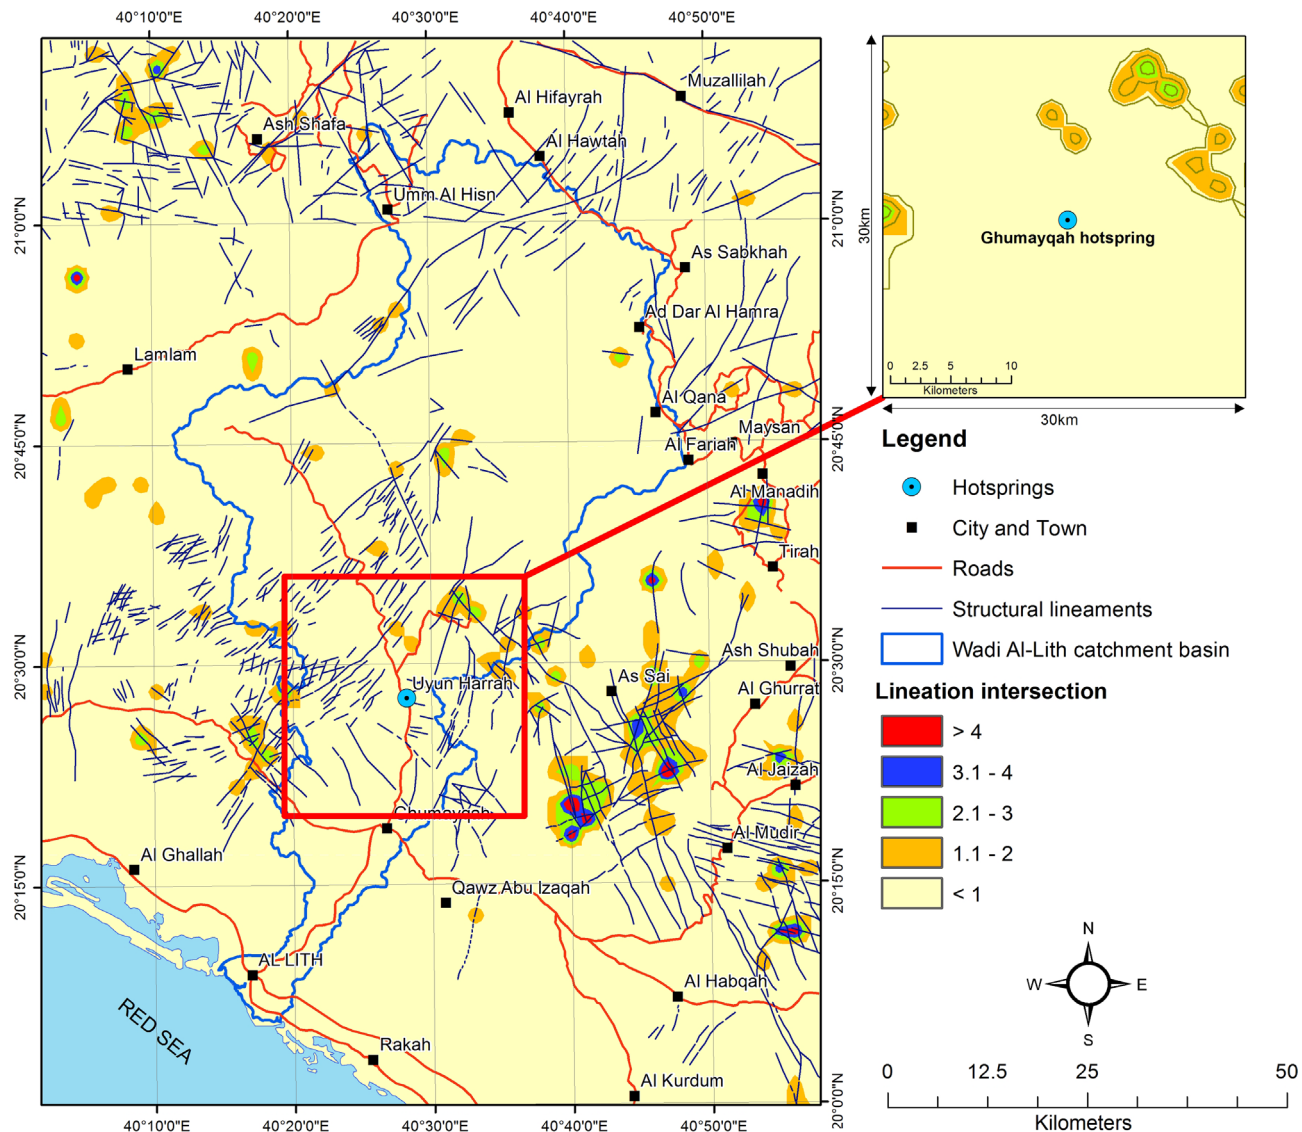 40°10'0"E 40°20'0"E 40°30'0"E 40°40'0"E 40°50'0"E
Muzallilah
Al Hifayrah
Ash Shafa
Al Hawtah
Umm Al Hisn
21°0'0"N
21°0'0"N
As Sabkhah
Ad Dar Al Hamra
Lamlam
Al Qana
Maysan
Al Fariah
20°45'0"N
20°45'0"N
Al Manadih
Tirah
Ash Shubah
20°30'0"N
20°30'0"N
As Sai
Uyun Harrah
Al Ghurrat
Al Jaizah
Ghumayqah
Al Mudir
Al Ghallah
20°15'0"N
20°15'0"N
Qawz Abu Izaqah
AL LITH
Al Habqah
RED SEA
Rakah
Al Kurdum
20°0'0"N
40°10'0"E 40°20'0"E 40°30'0"E 40°40'0"E 40°50'0"E
30km
Ghumayqah hotspring
0 2.5 5 10
Kilometers
30km
Legend
Hotsprings
City and Town
Roads
Structural lineaments
Wadi Al-Lith catchment basin
Lineation intersection
> 4
3.1 - 4
2.1 - 3
1.1 - 2
< 1
N
W E
S
0 12.5 25 50
Kilometers